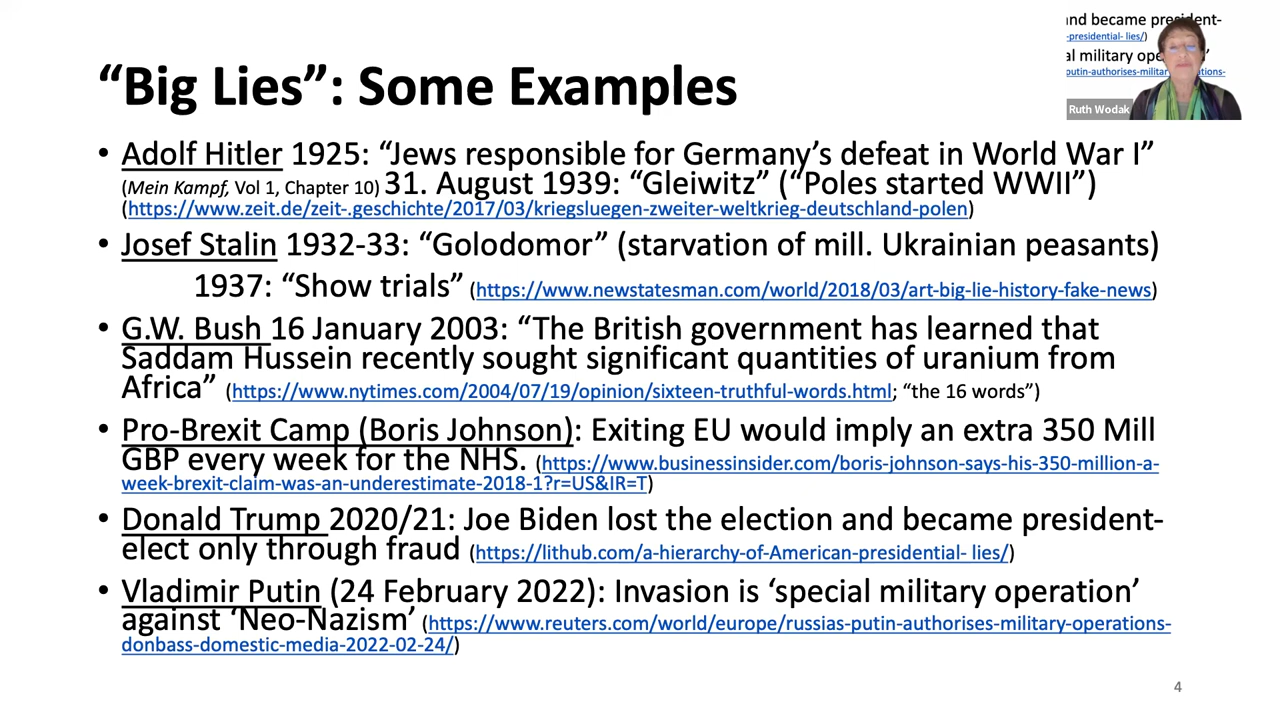 “Big Lies”: Some Examples
• Adolf Hitler 1925: “Jews responsible for Germany’s defeat in World War I”
(Mein Kampf, Vol 1, Chapter 10) 31. August 1939: “Gleiwitz” (“Poles started WWII”)
(https://www.zeit.de/zeit-.geschichte/2017/03/kriegsluegen-zweiter-weltkrieg-deutschland-polen)
• Josef Stalin 1932-33: “Golodomor” (starvation of mill. Ukrainian peasants)
1937: “Show trials” (https://www.newstatesman.com/world/2018/03/art-big-lie-history-fake-news)
• G.W. Bush 16 January 2003: “The British government has learned that
Saddam Hussein recently sought significant quantities of uranium from
Africa” (https://www.nytimes.com/2004/07/19/opinion/sixteen-truthful-words.html; “the 16 words”)
• Pro-Brexit Camp (Boris Johnson): Exiting EU would imply an extra 350 Mill
GBP every week for the NHS. (https://www.businessinsider.com/boris-johnson-says-his-350-million-a-
week-brexit-claim-was-an-underestimate-2018-1?r=US&IR=T)
• Donald Trump 2020/21: Joe Biden lost the election and became president-
elect only through fraud (https://lithub.com/a-hierarchy-of-American-presidential- lies/)
• Vladimir Putin (24 February 2022): Invasion is ‘special military operation’
against ‘Neo-Nazism’ (https://www.reuters.com/world/europe/russias-putin-authorises-military-operations-
donbass-domestic-media-2022-02-24/)
4
and became president-
-presidential- lies/)
al military ope
putin-authorises-militar
Ruth Wodak